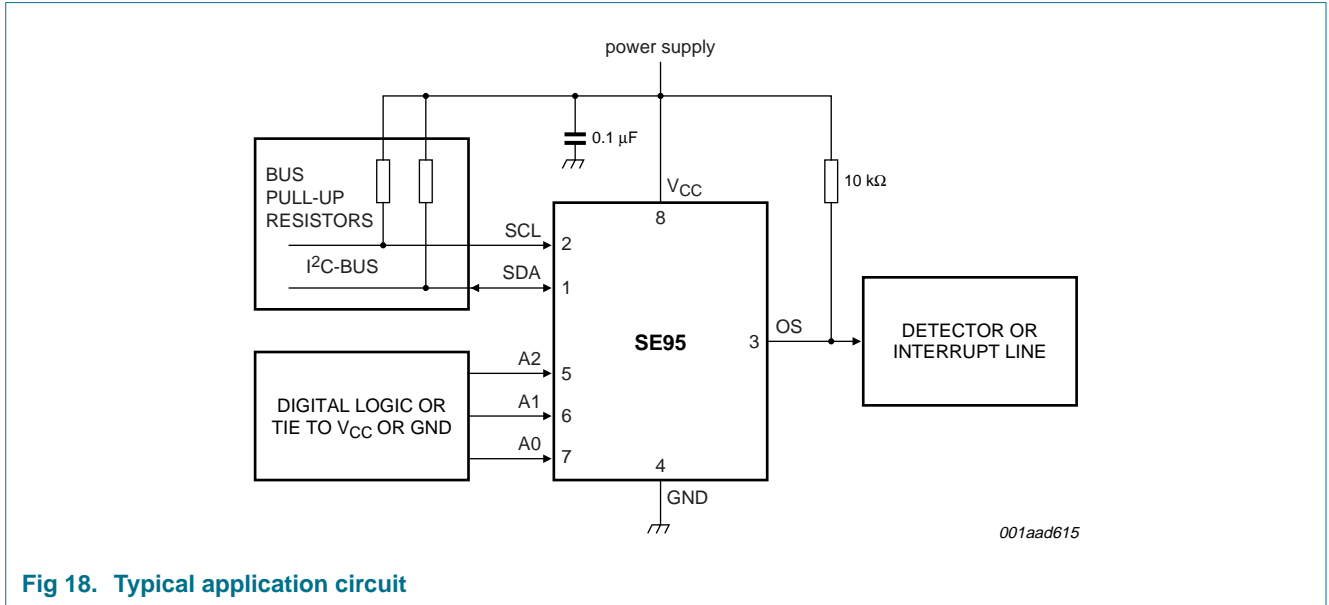 power supply
0.1 μF
BUS
PULL-UP
RESISTORS
10 kΩ
VCC
8
SCL
2
I2C-BUS
SDA
1
SE95
3
OS
DETECTOR OR
INTERRUPT LINE
A2
5
DIGITAL LOGIC OR
TIE TO VCC OR GND
A1
6
A0
7
4
GND
001aad615
Fig 18. Typical application circuit